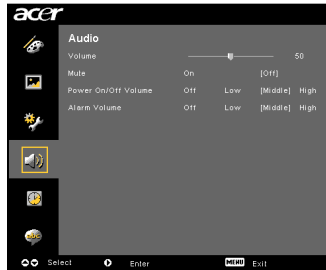 acer
Audio
Volume 50
Mute On [Off]
Power On/Off Volume Off Low [Middle] High
Alarm Volume Off Low [Middle] High
abc
Select Enter MENU Exit